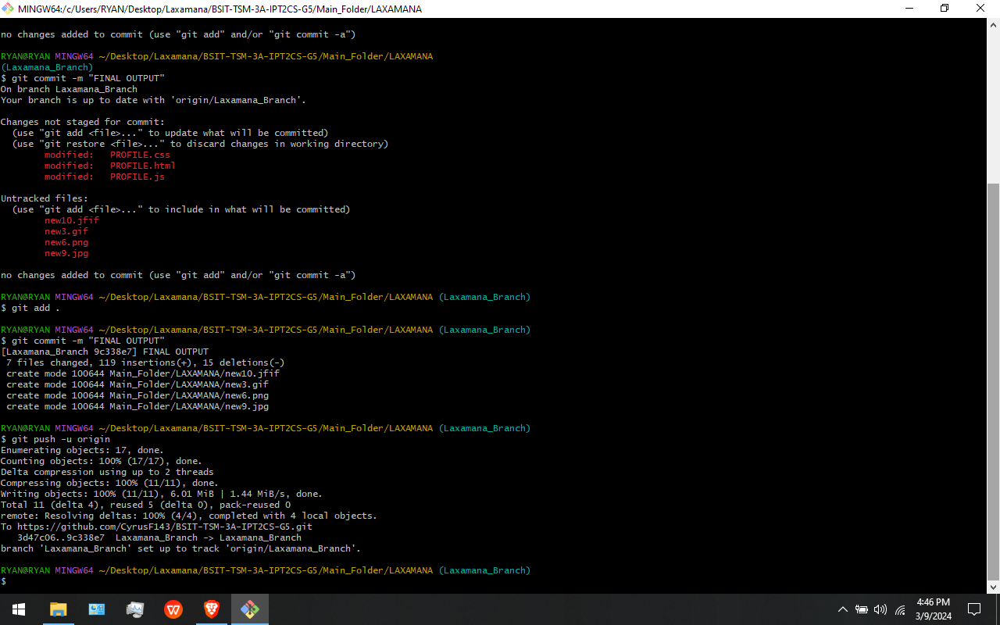 MINGW64:/c/Users/RYAN/Desktop/Laxamana/BSIT-TSM-3A-IPT2CS-G5/Main_Folder/LAXAMANA
no changes added to commit (use "git add" and/or "git commit -a")
RYAN@RYAN MINGW64 ~/Desktop/Laxamana/BSIT-TSM-3A-IPT2CS-G5/Main_Folder/LAXAMANA
(Laxamana_Branch)
$ git commit -m "FINAL OUTPUT"
On branch Laxamana_Branch
Your branch is up to date with 'origin/Laxamana_Branch'.
Changes not staged for commit:
(use "git add <file>..." to update what will be committed)
(use "git restore <file>..." to discard changes in working directory)
modified:   PROFILE.css
modified:   PROFILE.html
modified:   PROFILE.js
Untracked files:
(use "git add <file>..." to include in what will be committed)
new10.jfif
new3.gif
new6.png
new9.jpg
no changes added to commit (use "git add" and/or "git commit -a")
RYAN@RYAN MINGW64 ~/Desktop/Laxamana/BSIT-TSM-3A-IPT2CS-G5/Main_Folder/LAXAMANA (Laxamana_Branch)
$ git add .
RYAN@RYAN MINGW64 ~/Desktop/Laxamana/BSIT-TSM-3A-IPT2CS-G5/Main_Folder/LAXAMANA (Laxamana_Branch)
$ git commit -m "FINAL OUTPUT"
[Laxamana_Branch 9c338e7] FINAL OUTPUT
7 files changed, 119 insertions(+), 15 deletions(-)
create mode 100644 Main_Folder/LAXAMANA/new10.jfif
create mode 100644 Main_Folder/LAXAMANA/new3.gif
create mode 100644 Main_Folder/LAXAMANA/new6.png
create mode 100644 Main_Folder/LAXAMANA/new9.jpg
RYAN@RYAN MINGW64 ~/Desktop/Laxamana/BSIT-TSM-3A-IPT2CS-G5/Main_Folder/LAXAMANA (Laxamana_Branch)
$ git push -u origin
Enumerating objects: 17, done.
Counting objects: 100% (17/17), done.
Delta compression using up to 2 threads
Compressing objects: 100% (11/11), done.
Writing objects: 100% (11/11), 6.01 MiB | 1.44 MiB/s, done.
Total 11 (delta 4), reused 5 (delta 0), pack-reused 0
remote: Resolving deltas: 100% (4/4), completed with 4 local objects.
To https://github.com/CyrusF143/BSIT-TSM-3A-IPT2CS-G5.git
3d47c06..9c338e7  Laxamana_Branch -> Laxamana_Branch
branch 'Laxamana_Branch' set up to track 'origin/Laxamana_Branch'.
RYAN@RYAN MINGW64 ~/Desktop/Laxamana/BSIT-TSM-3A-IPT2CS-G5/Main_Folder/LAXAMANA (Laxamana_Branch)
$
4:46 PM
3/9/2024